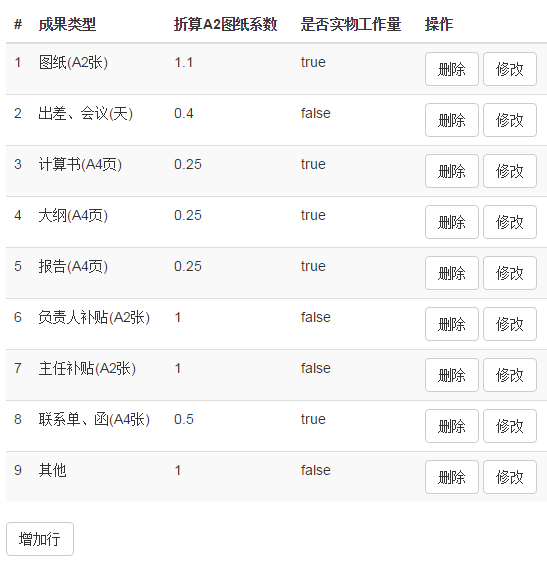 # 成果类型 折算A2图纸系数 是否实物工作量 操作
1 图纸(A2张) 1.1 true 删除 修改
2 出差、会议(天) 0.4 false 删除 修改
3 计算书(A4页) 0.25 true 删除 修改
4 大纲(A4页) 0.25 true 删除 修改
5 报告(A4页) 0.25 true 删除 修改
6 负责人补贴(A2张) 1 false 删除 修改
7 主任补贴(A2张) 1 false 删除 修改
8 联系单、函(A4张) 0.5 true 删除 修改
9 其他 1 false 删除 修改
增加行